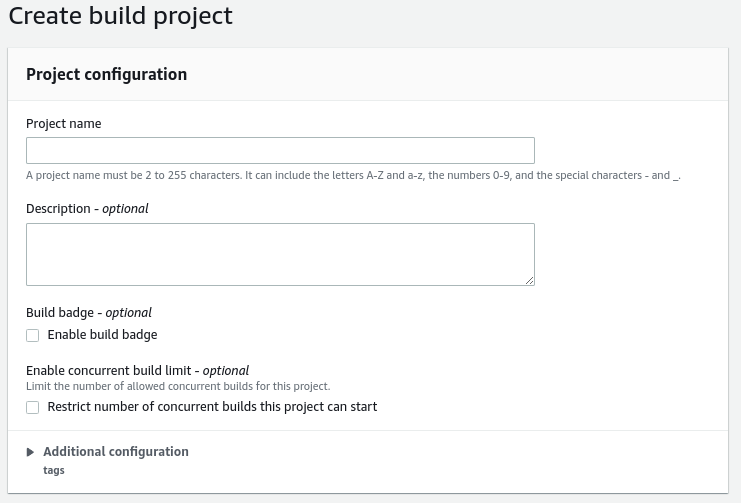 Create build project
Project configuration
Project name
A project name must be 2 to 255 characters. It can include the letters A-Z and a-z, the numbers 0-9, and the special characters - and _.
Description - optional
Build badge - optional
Enable build badge
Enable concurrent build limit - optional
Limit the number of allowed concurrent builds for this project.
Restrict number of concurrent builds this project can start
Additional configuration
tags